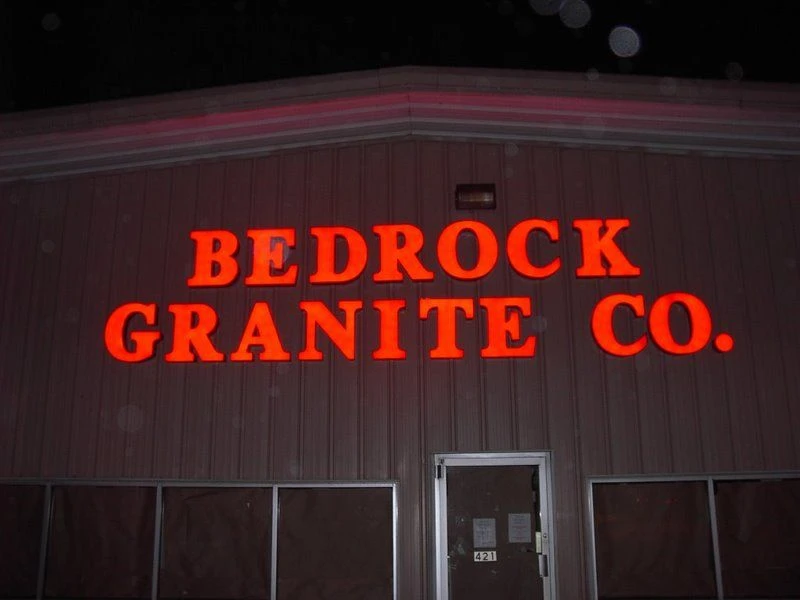 BEDROCK
GRANITE CO.
421